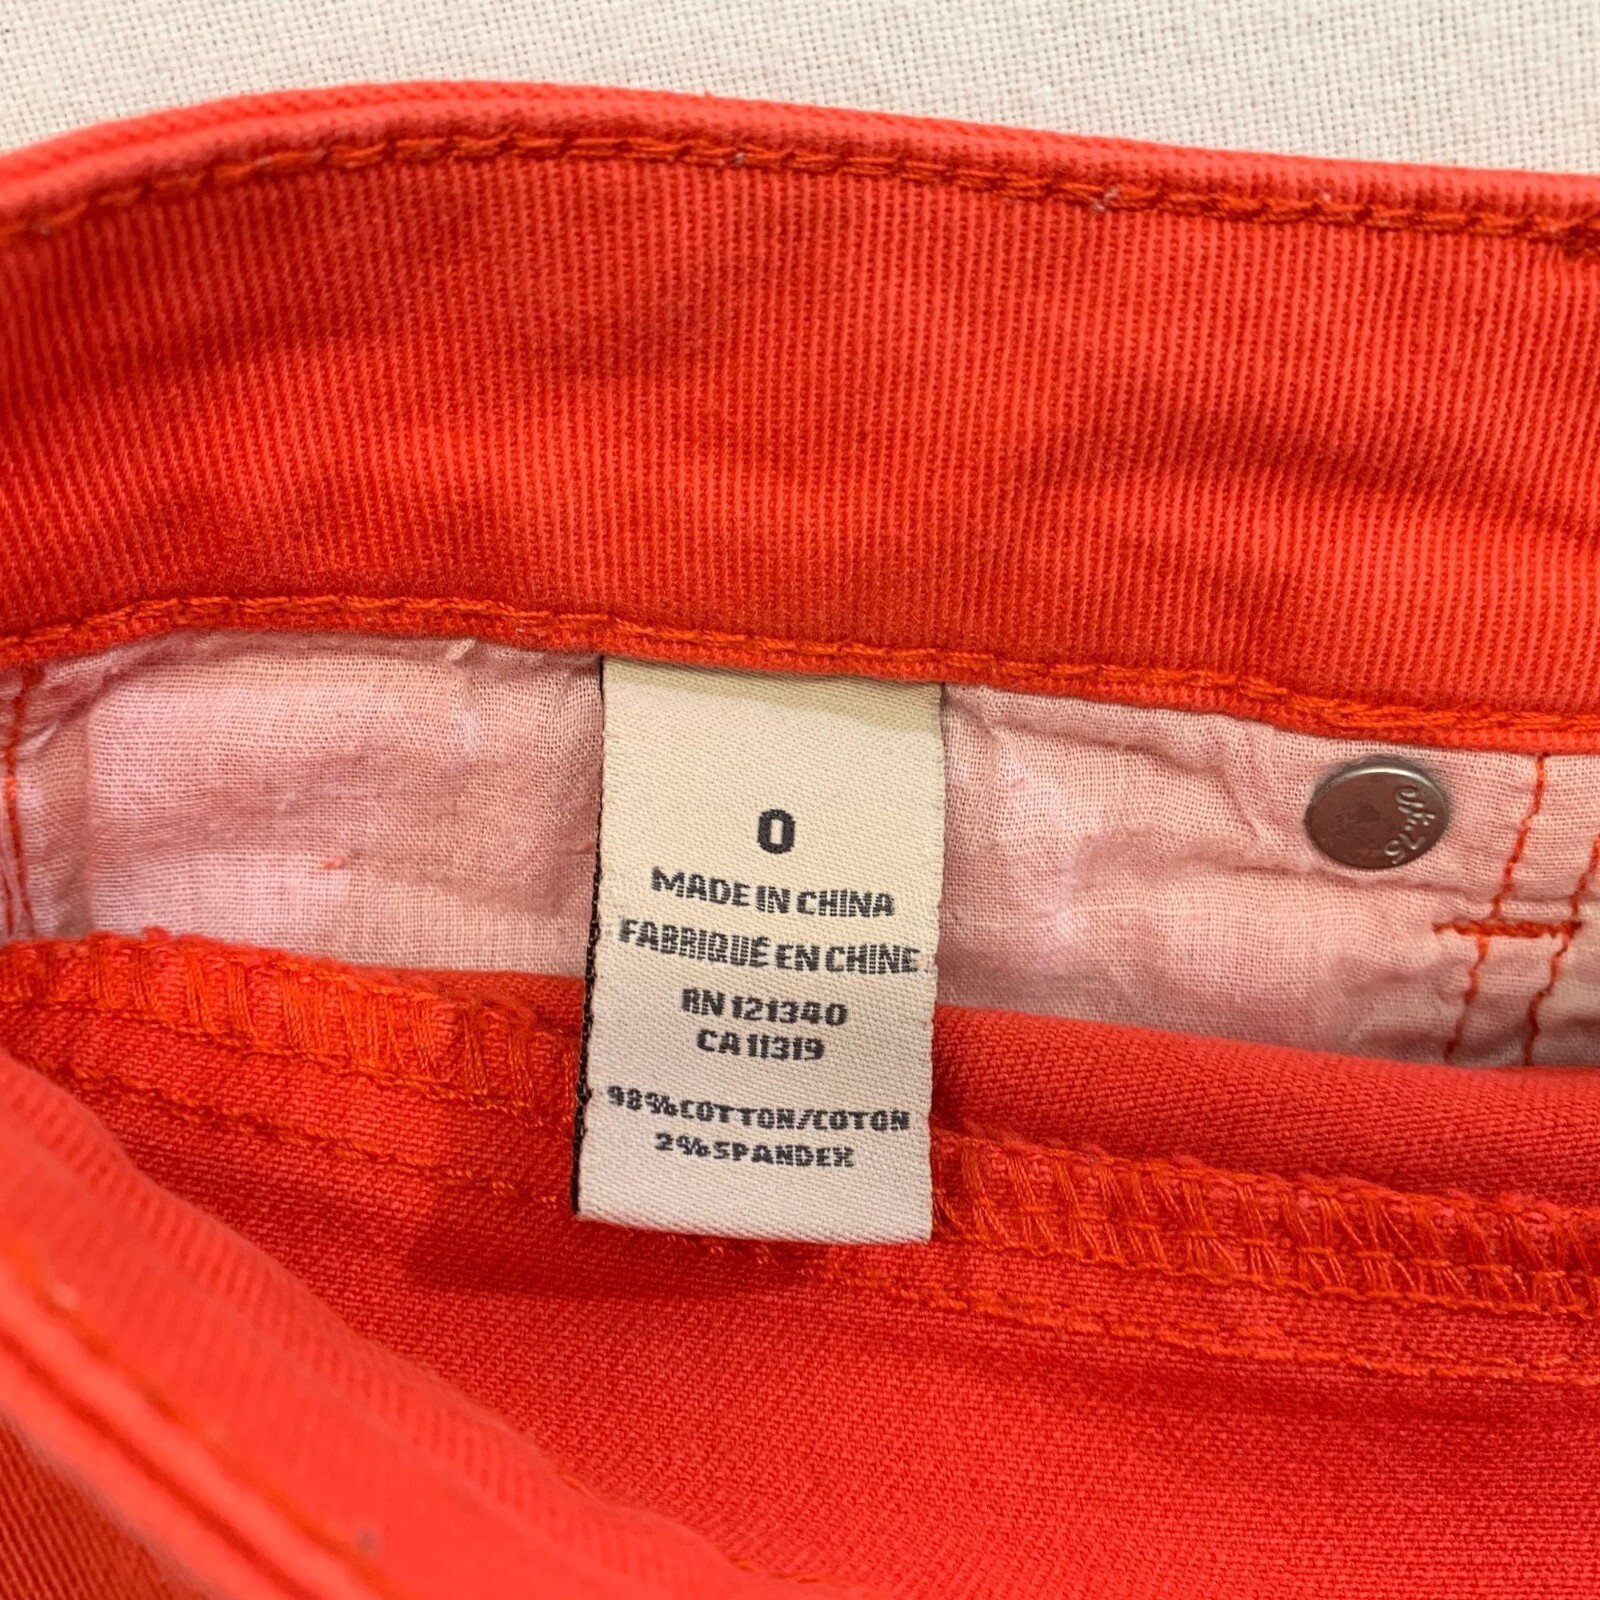 0
MADE IN CHINA
FABRIQUÉ EN CHINE
RN 121340
CA 11319
98% COTTON/COTON
2% SPANDEX